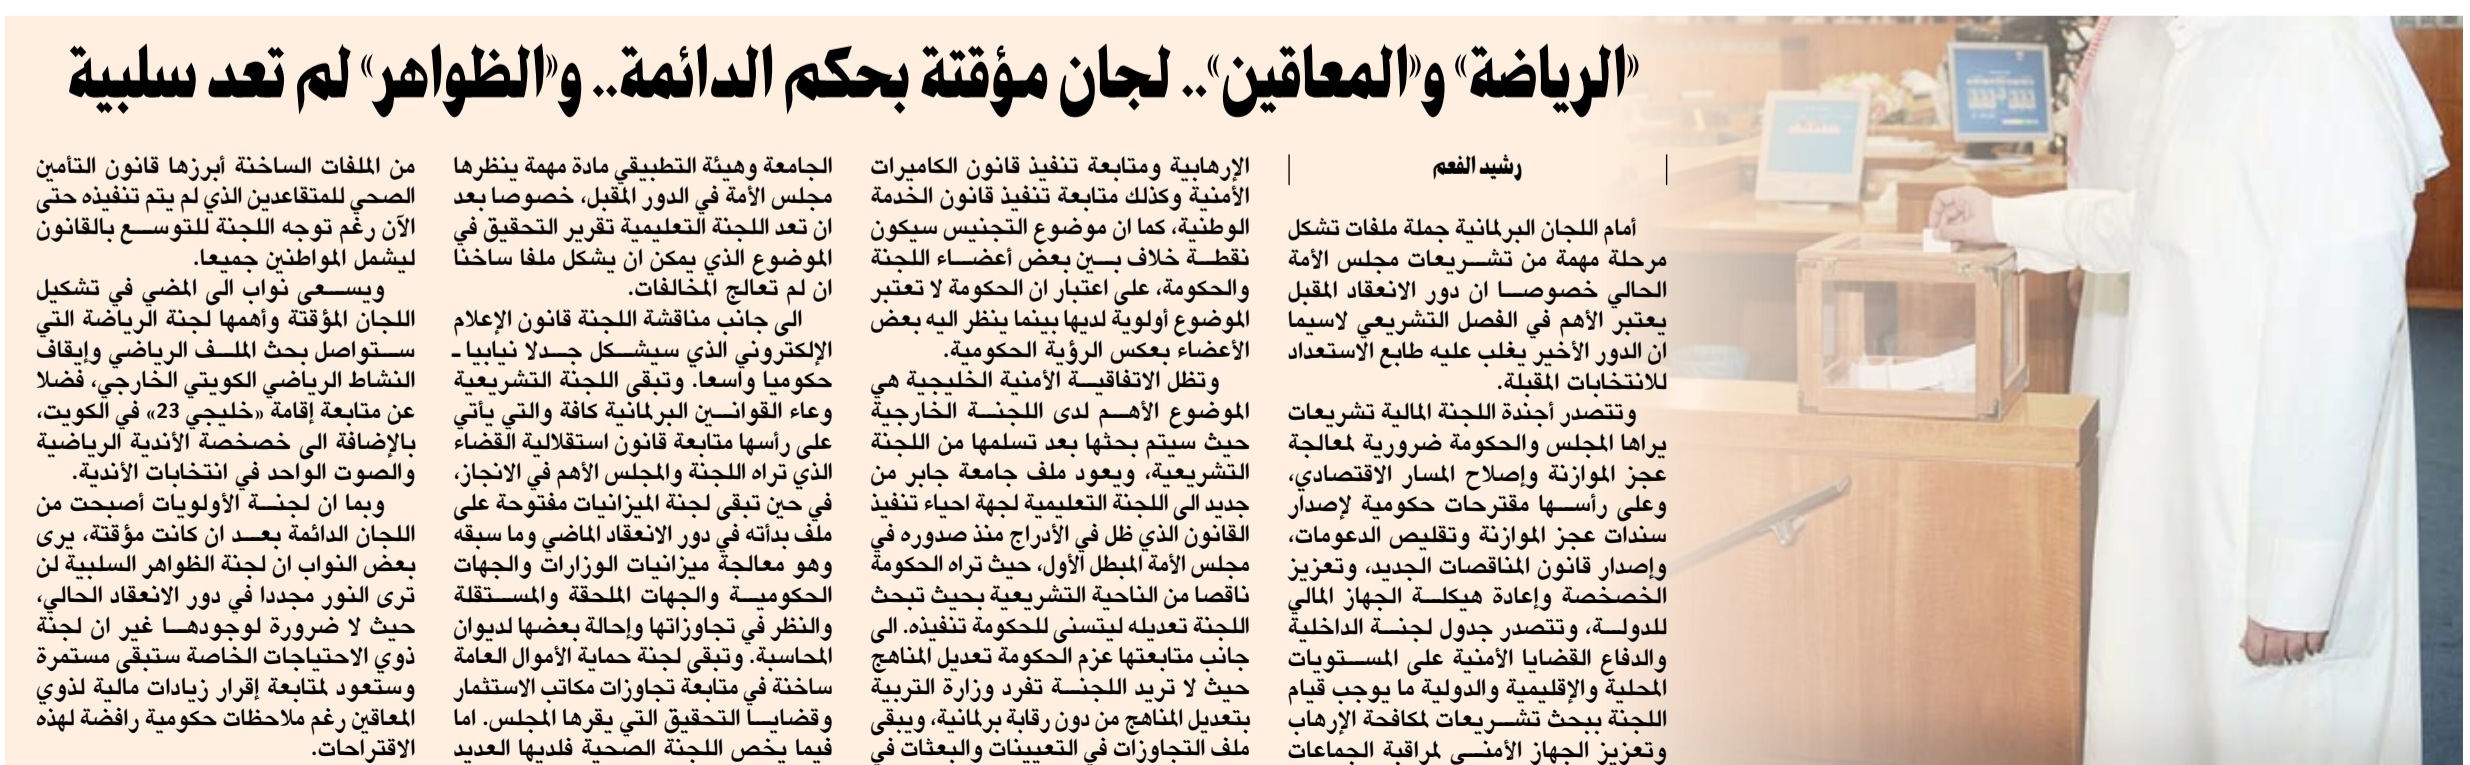 «الرياضة» و«المعاقين».. لجان مؤقتة بحكم الدائمة.. و«الظواهر» لم تعد سلبية
رشيد الفعم
أمام اللجان البرلمانية جملة ملفات تشكل
مرحلة مهمة من تشريعات مجلس الأمة
الحالي خصوصا ان دور الانعقاد المقبل
يعتبر الأهم في الفصل التشريعي لاسيما
ان الدور الأخير يغلب عليه طابع الاستعداد
للانتخابات المقبلة.
وتتصدر أجندة اللجنة المالية تشريعات
يراها المجلس والحكومة ضرورية لمعالجة
عجز الموازنة وإصلاح المسار الاقتصادي،
وعلى رأسها مقترحات حكومية لإصدار
سندات عجز الموازنة وتقليص الدعومات،
وإصدار قانون المناقصات الجديد، وتعزيز
الخصخصة وإعادة هيكلة الجهاز المالي
للدولة، وتتصدر جدول لجنة الداخلية
والدفاع القضايا الأمنية على المستويات
المحلية والإقليمية والدولية ما يوجب قيام
اللجنة ببحث تشريعات لمكافحة الإرهاب
وتعزيز الجهاز الأمني لمراقبة الجماعات
الإرهابية ومتابعة تنفيذ قانون الكاميرات
الأمنية وكذلك متابعة تنفيذ قانون الخدمة
الوطنية، كما ان موضوع التجنيس سيكون
نقطة خلاف بين بعض أعضاء اللجنة
والحكومة، على اعتبار ان الحكومة لا تعتبر
الموضوع أولوية لديها بينما ينظر اليه بعض
الأعضاء بعكس الرؤية الحكومية.
وتظل الاتفاقية الأمنية الخليجية هي
الموضوع الأهم لدى اللجنة الخارجية
حيث سيتم بحثها بعد تسلمها من اللجنة
التشريعية، ويعود ملف جامعة جابر من
جديد الى اللجنة التعليمية لجهة احياء تنفيذ
القانون الذي ظل في الأدراج منذ صدوره في
مجلس الأمة المبطل الأول، حيث تراه الحكومة
ناقصا من الناحية التشريعية بحيث تبحث
اللجنة تعديله ليتسنى للحكومة تنفيذه. الى
جانب متابعتها عزم الحكومة تعديل المناهج
حيث لا تريد اللجنة تفرد وزارة التربية
بتعديل المناهج من دون رقابة برلمانية، ويبقى
ملف التجاوزات في التعيينات والبعثات في
الجامعة وهيئة التطبيقي مادة مهمة ينظرها
مجلس الأمة في الدور المقبل، خصوصا بعد
ان تعد اللجنة التعليمية تقرير التحقيق في
الموضوع الذي يمكن ان يشكل ملفا ساخنا
ان لم تعالج المخالفات.
الى جانب مناقشة اللجنة قانون الإعلام
الإلكتروني الذي سيشكل جدلا نيابيا ـ
حكوميا واسعا. وتبقى اللجنة التشريعية
وعاء القوانين البرلمانية كافة والتي يأتي
على رأسها متابعة قانون استقلالية القضاء
الذي تراه اللجنة والمجلس الأهم في الانجاز،
في حين تبقى لجنة الميزانيات مفتوحة على
ملف بدأته في دور الانعقاد الماضي وما سبقه
وهو معالجة ميزانيات الوزارات والجهات
الحكومية والجهات الملحقة والمستقلة
والنظر في تجاوزاتها وإحالة بعضها لديوان
المحاسبة. وتبقى لجنة حماية الأموال العامة
ساخنة في متابعة تجاوزات مكاتب الاستثمار
وقضايا التحقيق التي يقرها المجلس. اما
فيما يخص اللجنة الصحية فلديها العديد
من الملفات الساخنة أبرزها قانون التأمين
الصحي للمتقاعدين الذي لم يتم تنفيذه حتى
الآن رغم توجه اللجنة للتوسع بالقانون
ليشمل المواطنين جميعا.
ويسعى نواب الى المضي في تشكيل
اللجان المؤقتة وأهمها لجنة الرياضة التي
ستواصل بحث الملف الرياضي وإيقاف
النشاط الرياضي الكويتي الخارجي، فضلا
عن متابعة إقامة «خليجي 23» في الكويت،
بالإضافة الى خصخصة الأندية الرياضية
والصوت الواحد في انتخابات الأندية.
وبما ان لجنة الأولويات أصبحت من
اللجان الدائمة بعد ان كانت مؤقتة، يرى
بعض النواب ان لجنة الظواهر السلبية لن
ترى النور مجددا في دور الانعقاد الحالي،
حيث لا ضرورة لوجودها غير ان لجنة
ذوي الاحتياجات الخاصة ستبقى مستمرة
وستعود لمتابعة إقرار زيادات مالية لذوي
المعاقين رغم ملاحظات حكومية رافضة لهذه
الاقتراحات.